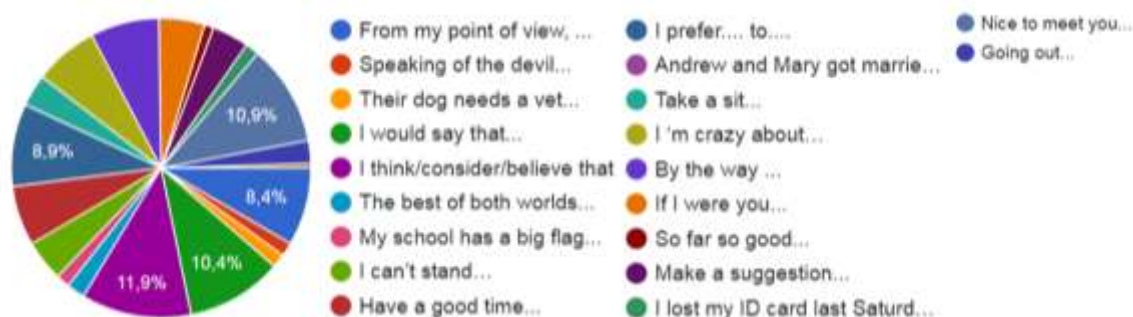 10,9%
8,9%
8,4%
11,9%
10,4%
From my point of view, ...
Speaking of the devil...
Their dog needs a vet...
I would say that...
I think/consider/believe that
The best of both worlds...
My school has a big flag...
I can't stand...
Have a good time...
I prefer.... to....
Andrew and Mary got marrie...
Take a sit...
I 'm crazy about...
By the way ...
If I were you...
So far so good...
Make a suggestion...
I lost my ID card last Saturd...
Nice to meet you...
Going out...